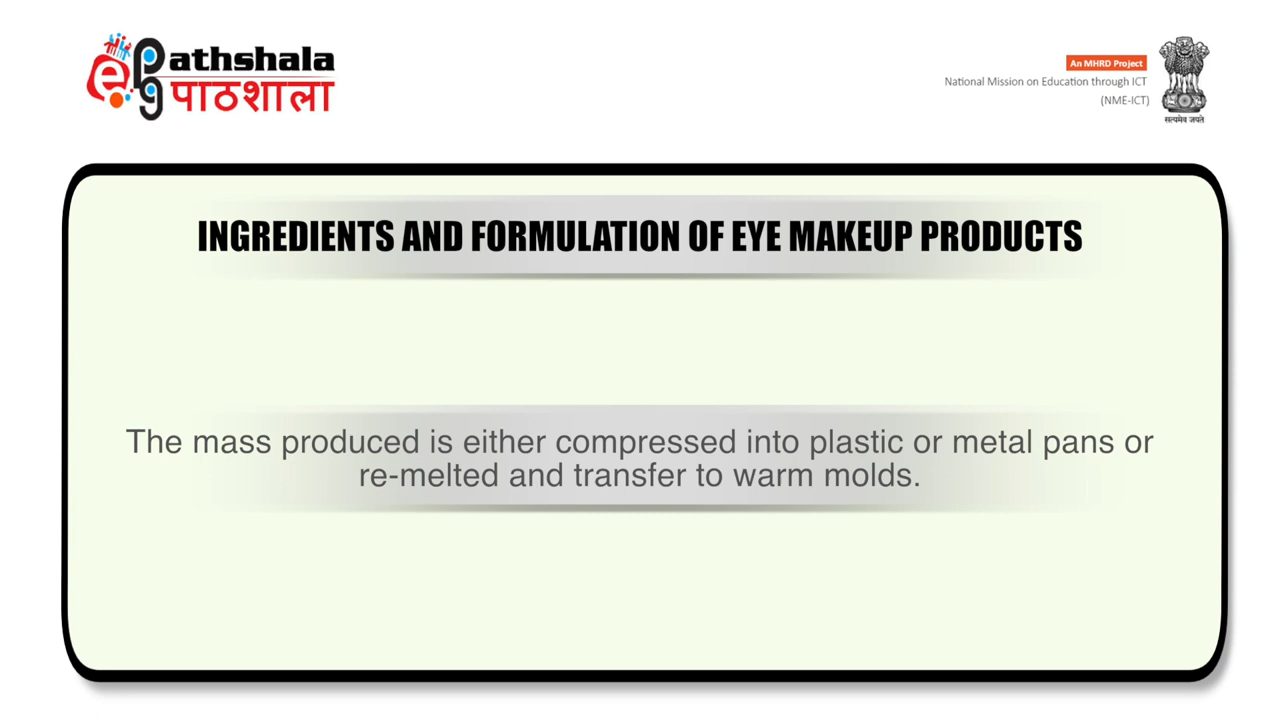 e pg Pathshala
पाठशाला
An MHRD Project
National Mission on Education through ICT
(NME-ICT)
सत्यमेव जयते
INGREDIENTS AND FORMULATION OF EYE MAKEUP PRODUCTS
The mass produced is either compressed into plastic or metal pans or
re-melted and transfer to warm molds.